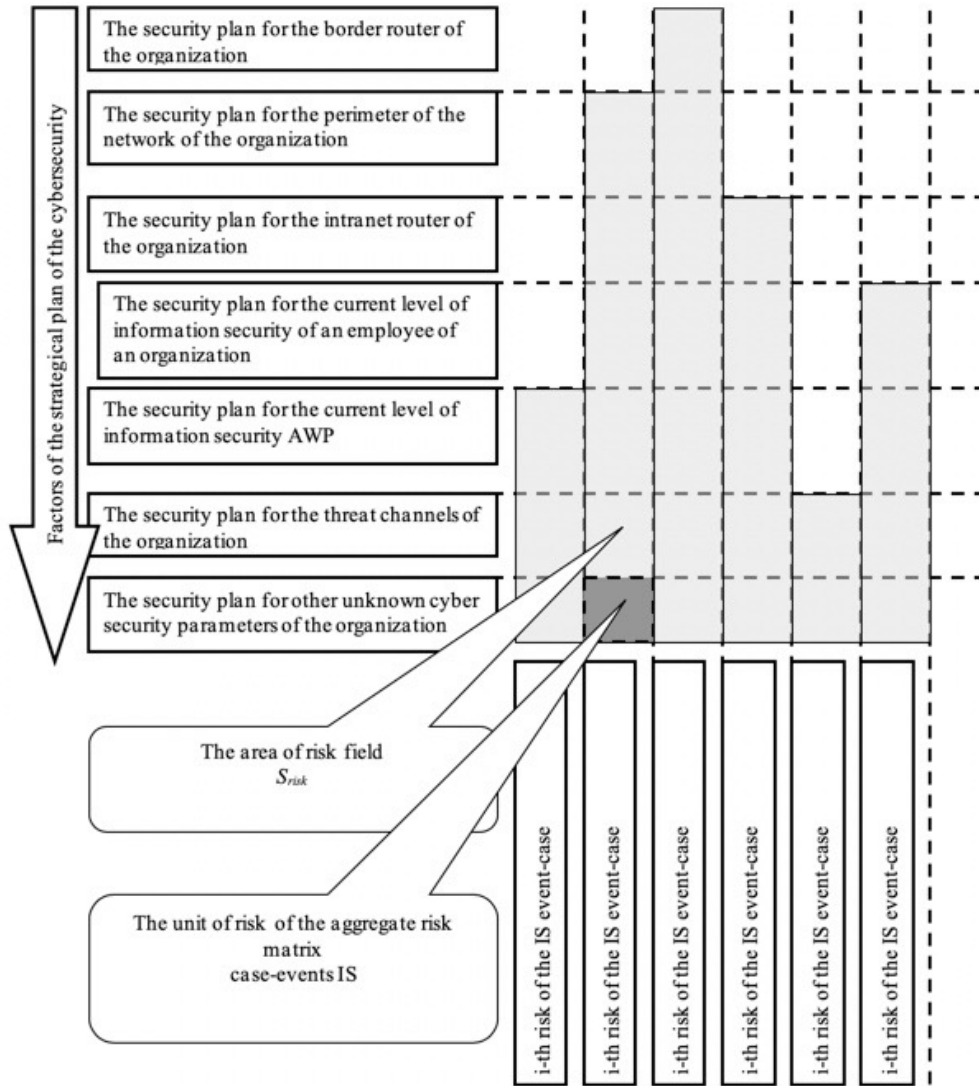 Factors of the strategical plan of the cybersecurity
The security plan for the border router of
the organization
The security plan for the perimeter of the
network of the organization
The security plan for the intranet router of
the organization
The security plan for the current level of
information security of an employee of
an organization
The security plan for the current level of
information security AWP
The security plan for the threat channels of
the organization
The security plan for other unknown cyber
security parameters of the organization
The area of risk field
S_risk
The unit of risk of the aggregate risk
matrix
case-events IS
i-th risk of the IS event-case
i-th risk of the IS event-case
i-th risk of the IS event-case
i-th risk of the IS event-case
i-th risk of the IS event-case
i-th risk of the IS event-case